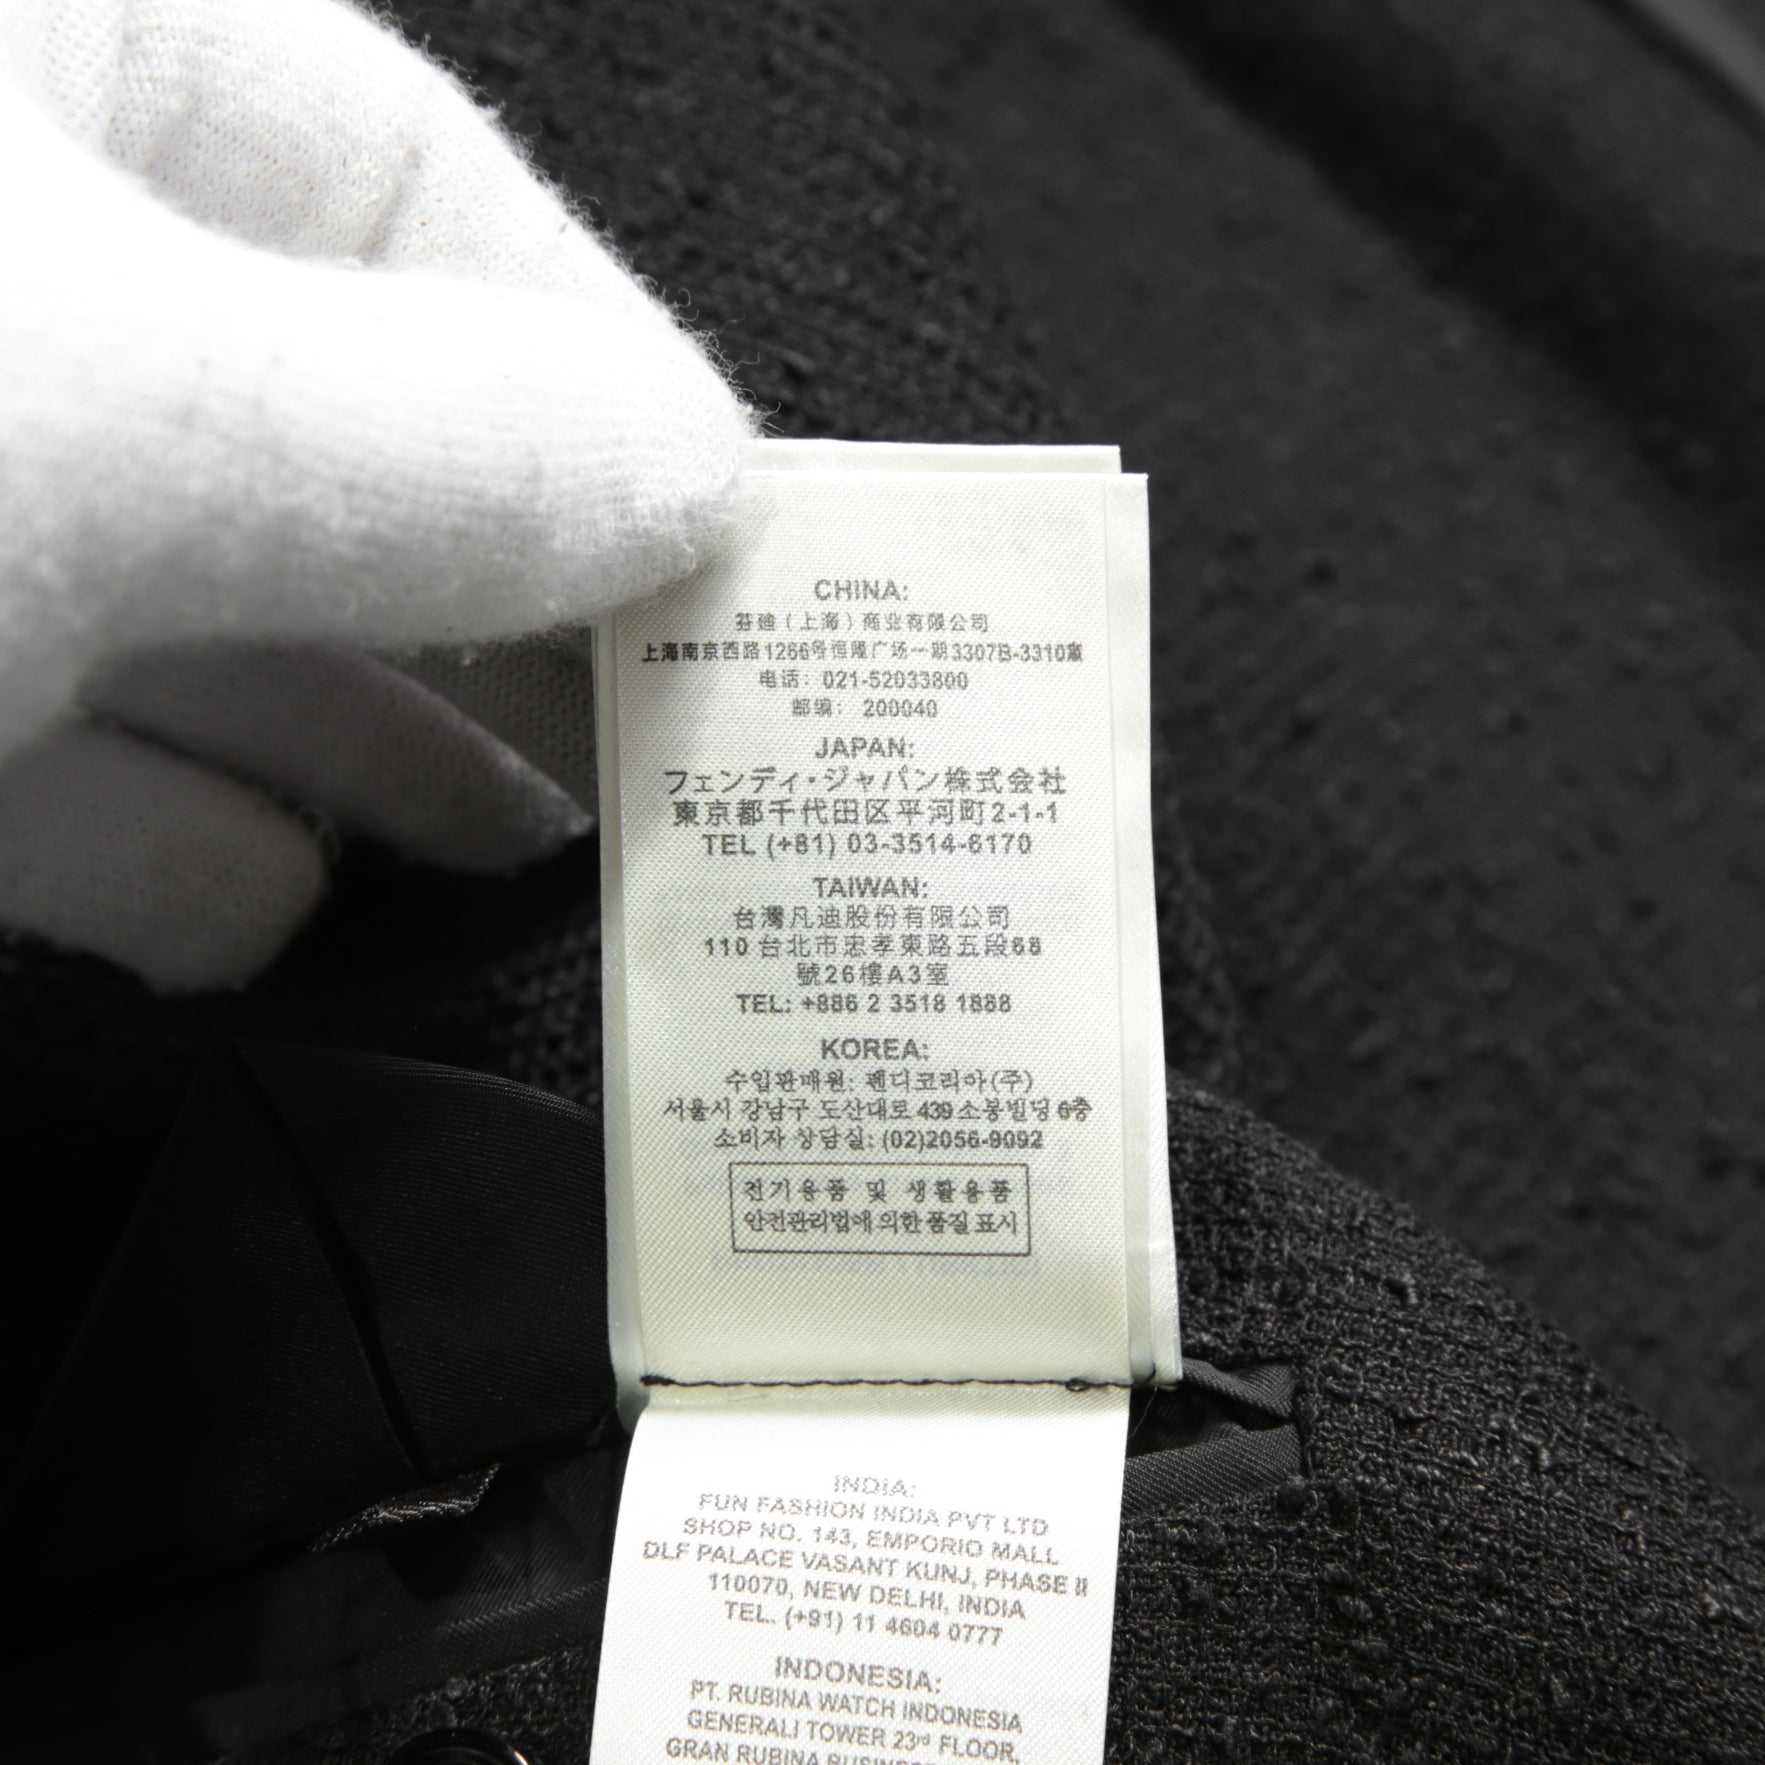 CHINA:
芬迪（上海）商业有限公司
上海南京西路1266号恒隆广场一期3307B-3310室
电话：021-52033800
邮编：200040
JAPAN:
フェンディ・ジャパン株式会社
東京都千代田区平河町2-1-1
TEL (+81) 03-3514-6170
TAIWAN:
台灣凡迪股份有限公司
110 台北市忠孝東路五段68
號26樓A3室
TEL: +886 2 3518 1888
KOREA:
수입판매원: 펜디코리아(주)
서울시 강남구 도산대로 439 소봉빌딩 6층
소비자 상담실: (02)2056-9092
전기용품 및 생활용품
안전관리법에 의한 품질 표시
INDIA:
FUN FASHION INDIA PVT LTD
SHOP NO. 143, EMPORIO MALL
DLF PALACE VASANT KUNJ, PHASE II
110070, NEW DELHI, INDIA
TEL. (+91) 11 4604 0777
INDONESIA:
PT. RUBINA WATCH INDONESIA
GENERALI TOWER 23rd FLOOR,
GRAN RUBINA